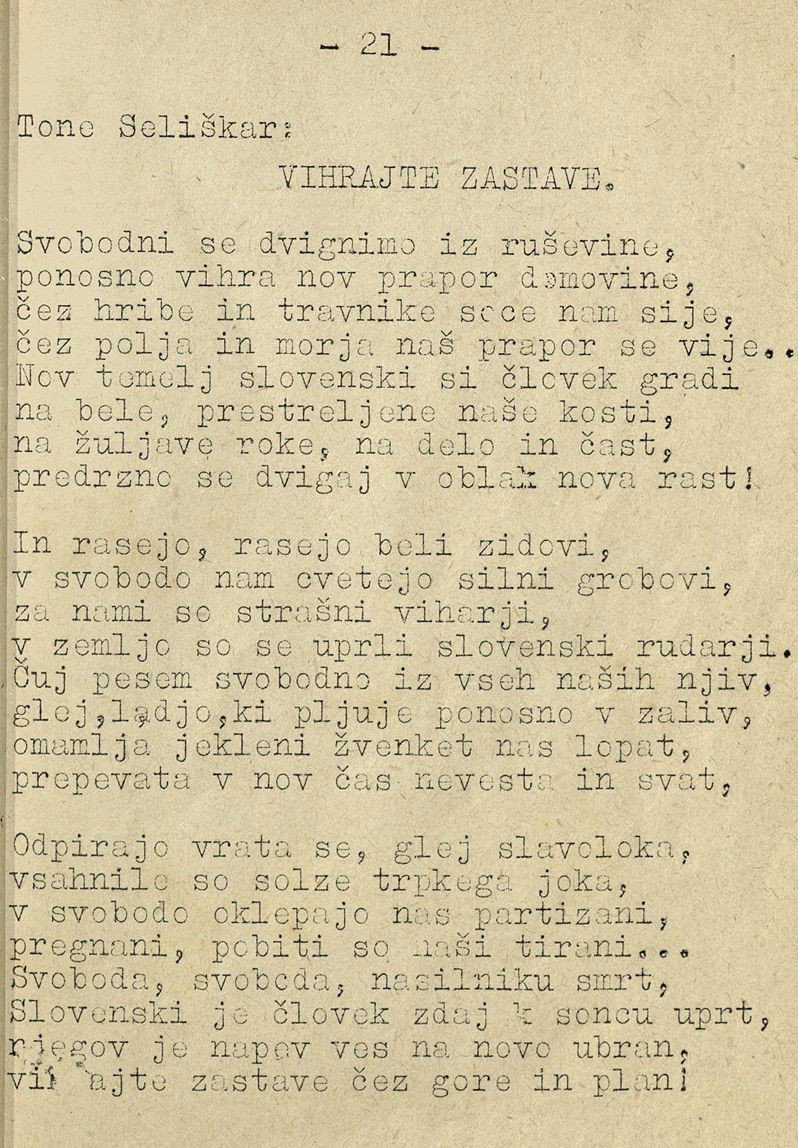 - 21 -
Tone Seliškar:
VIHRAJTE ZASTAVE.
Svobodni se dvignimo iz ruševine,
ponosno vihra nov prapor domovine,
čez hribe in travnike soce nam sije,
čez polja in morja naš prapor se vije..
Nov temelj slovenski si človek gradi
na bele, prestreljene naše kosti,
na žuljave roke, na delo in čast,
predrzno se dvigaj v oblak nova rast!
In rasejo, rasejo beli zidovi,
v svobodo nam cvetejo silni grobovi,
za nami so strašni viharji,
v zemljo so se uprli slovenski rudarji.
Čuj pesem svobodno iz vseh naših njiv,
glej,ladjo,ki pljuje ponosno v zaliv,
omamlja jekleni žvenket nas lopat,
prepevata v nov čas nevesta in svat,
Odpirajo vrata se, glej slavoloka,
vsahnile so solze trpkega joka,
v svobodo oklepajo nas partizani,
pregnani, pobiti so naši tirani...
Svoboda, svoboda, nasilniku smrt,
Slovenski je človek zdaj k soncu uprt,
njegov je napev ves na novo ubran,
vihrajte zastave čez gore in plan!